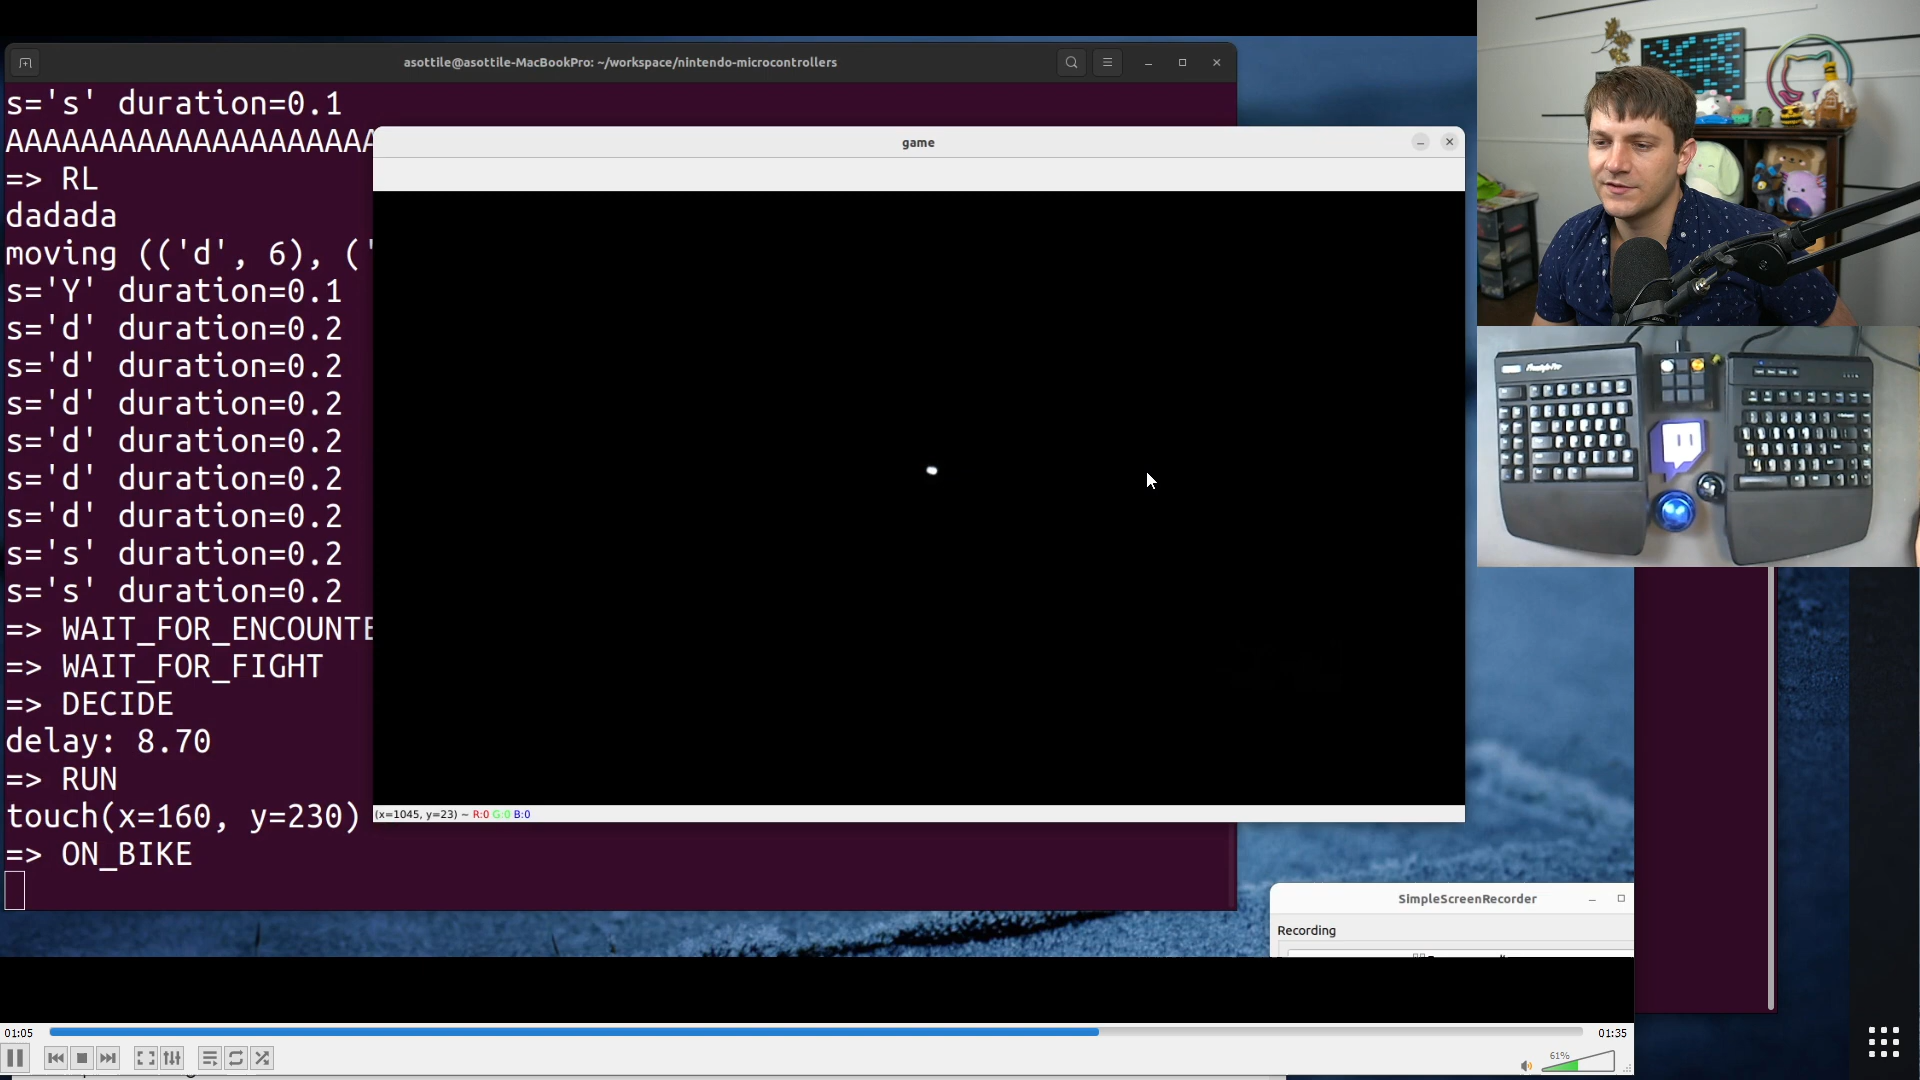 asottile@asottile-MacBookPro: ~/workspace/nintendo-microcontrollers
s='s' duration=0.1
AAAAAAAAAAAAAAAAAAAA
=> RL
dadada
moving (('d', 6), ('
s='Y' duration=0.1
s='d' duration=0.2
s='d' duration=0.2
s='d' duration=0.2
s='d' duration=0.2
s='d' duration=0.2
s='d' duration=0.2
s='s' duration=0.2
s='s' duration=0.2
=> WAIT_FOR_ENCOUNTE
=> WAIT_FOR_FIGHT
=> DECIDE
delay: 8.70
=> RUN
touch(x=160, y=230)
=> ON_BIKE
game
(x=1045, y=23) ~ R:0 G:0 B:0
SimpleScreenRecorder
Recording
01:05
01:35
61%